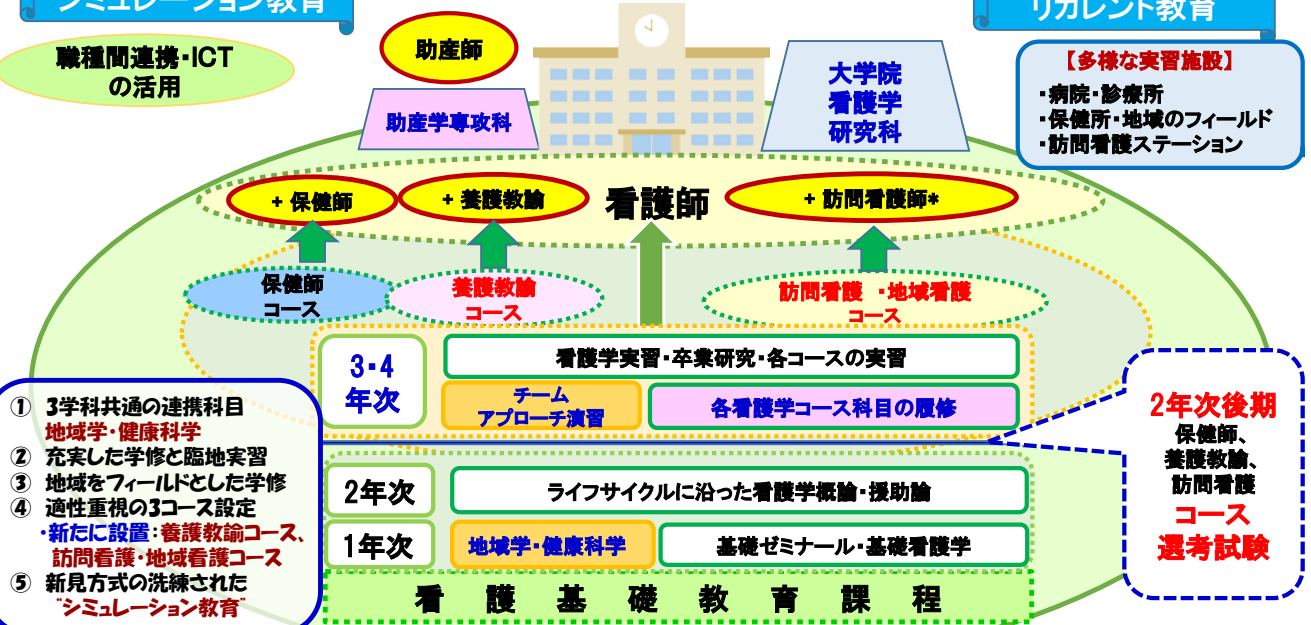 シミュレーション教育
リカレント教育
職種間連携・ICT
の活用
助産師
助産学専攻科
大学院
看護学
研究科
【多様な実習施設】
・病院・診療所
・保健所・地域のフィールド
・訪問看護ステーション
+ 保健師
+ 養護教諭
看護師
+ 訪問看護師*
保健師
コース
養護教諭
コース
訪問看護 ・地域看護
コース
3・4
年次
看護学実習・卒業研究・各コースの実習
チーム
アプローチ演習
各看護学コース科目の履修
2年次
ライフサイクルに沿った看護学概論・援助論
1年次
地域学・健康科学
基礎ゼミナール・基礎看護学
看護基礎教育課程
① 3学科共通の連携科目
地域学・健康科学
② 充実した学修と臨地実習
③ 地域をフィールドとした学修
④ 適性重視の3コース設定
・新たに設置：養護教諭コース、
訪問看護・地域看護コース
⑤ 新見方式の洗練された
“シミュレーション教育”
2年次後期
保健師、
養護教諭、
訪問看護
コース
選考試験